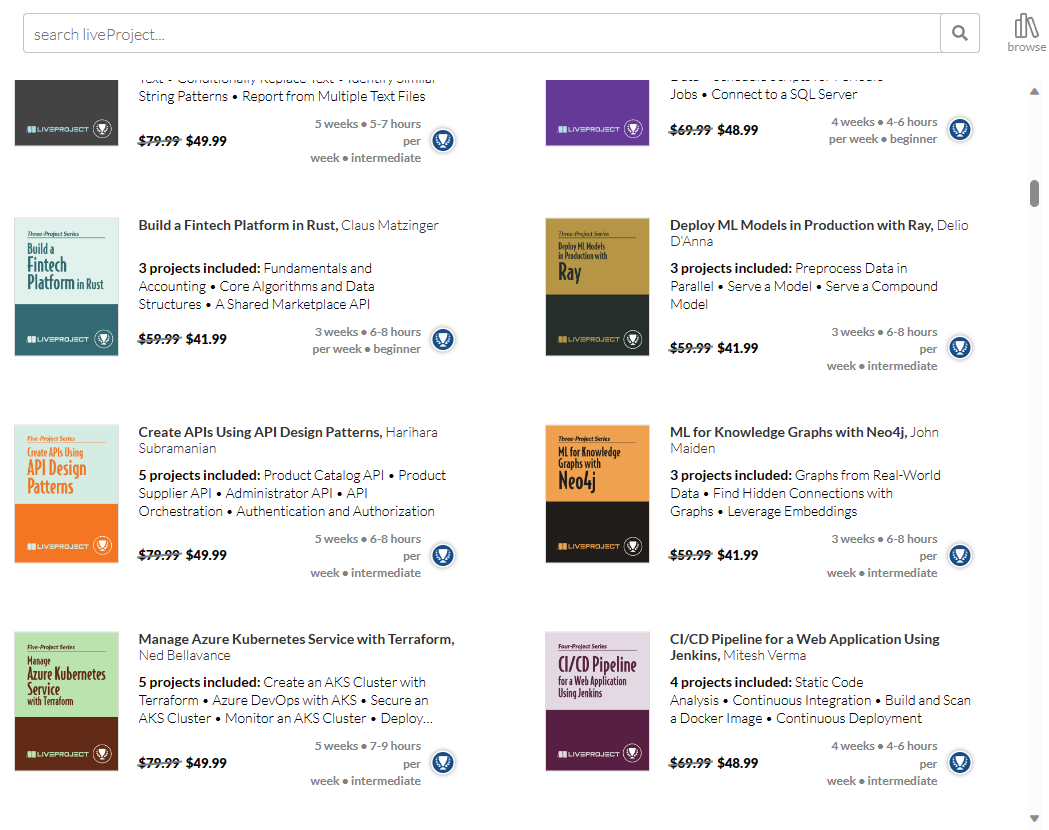 search liveProject...
browse
Text • Conditionally Replace Text • Identify Similar
String Patterns • Report from Multiple Text Files
LIVEPROJECT
$79.99 $49.99
5 weeks • 5-7 hours
per
week • intermediate
Jobs • Connect to a SQL Server
LIVEPROJECT
$69.99 $48.99
4 weeks • 4-6 hours
per week • beginner
Three-Project Series
Build a
Fintech
Platform in Rust
LIVEPROJECT
Build a Fintech Platform in Rust, Claus Matzinger
3 projects included: Fundamentals and
Accounting • Core Algorithms and Data
Structures • A Shared Marketplace API
$59.99 $41.99
3 weeks • 6-8 hours
per week • beginner
Three-Project Series
Deploy ML Models
in Production with
Ray
LIVEPROJECT
Deploy ML Models in Production with Ray, Delio
D'Anna
3 projects included: Preprocess Data in
Parallel • Serve a Model • Serve a Compound
Model
$59.99 $41.99
3 weeks • 6-8 hours
per
week • intermediate
Five-Project Series
Create APIs Using
API Design
Patterns
LIVEPROJECT
Create APIs Using API Design Patterns, Harihara
Subramanian
5 projects included: Product Catalog API • Product
Supplier API • Administrator API • API
Orchestration • Authentication and Authorization
$79.99 $49.99
5 weeks • 6-8 hours
per
week • intermediate
Three-Project Series
ML for Knowledge
Graphs with
Neo4j
LIVEPROJECT
ML for Knowledge Graphs with Neo4j, John
Maiden
3 projects included: Graphs from Real-World
Data • Find Hidden Connections with
Graphs • Leverage Embeddings
$59.99 $41.99
3 weeks • 6-8 hours
per
week • intermediate
Five-Project Series
Manage
Azure Kubernetes
Service
with Terraform
LIVEPROJECT
Manage Azure Kubernetes Service with Terraform,
Ned Bellavance
5 projects included: Create an AKS Cluster with
Terraform • Azure DevOps with AKS • Secure an
AKS Cluster • Monitor an AKS Cluster • Deploy...
$79.99 $49.99
5 weeks • 7-9 hours
per
week • intermediate
Four-Project Series
CI/CD Pipeline
for a Web Application
Using Jenkins
LIVEPROJECT
CI/CD Pipeline for a Web Application Using
Jenkins, Mitesh Verma
4 projects included: Static Code
Analysis • Continuous Integration • Build and Scan
a Docker Image • Continuous Deployment
$69.99 $48.99
4 weeks • 4-6 hours
per
week • intermediate